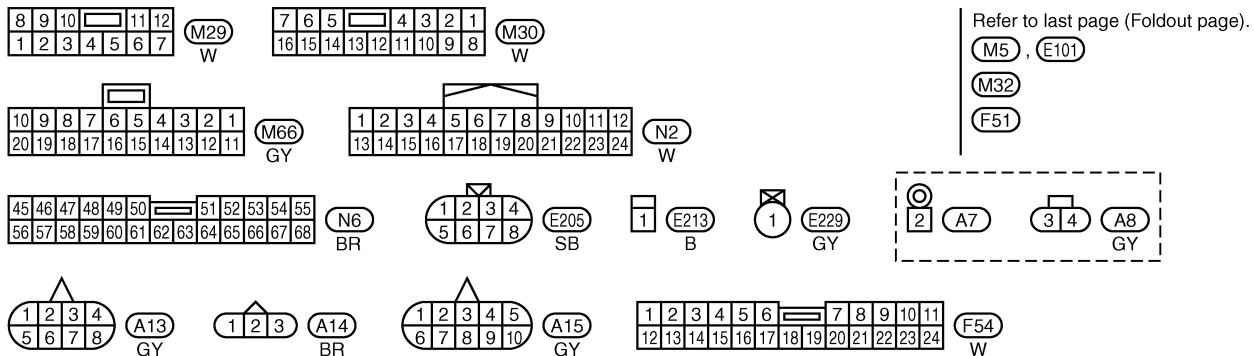 8 9 10 11 12
1 2 3 4 5 6 7
M29
W
7 6 5 4 3 2 1
16 15 14 13 12 11 10 9 8
M30
W
Refer to last page (Foldout page).
M5 , E101
M32
F51
10 9 8 7 6 5 4 3 2 1
20 19 18 17 16 15 14 13 12 11
M66
GY
1 2 3 4 5 6 7 8 9 10 11 12
13 14 15 16 17 18 19 20 21 22 23 24
N2
W
45 46 47 48 49 50 51 52 53 54 55
56 57 58 59 60 61 62 63 64 65 66 67 68
N6
BR
1 2 3 4
5 6 7 8
E205
SB
1
E213
B
1
E229
GY
2
A7
3 4
A8
GY
1 2 3 4
5 6 7 8
A13
GY
1 2 3
A14
BR
1 2 3 4 5
6 7 8 9 10
A15
GY
1 2 3 4 5 6 7 8 9 10 11
12 13 14 15 16 17 18 19 20 21 22 23 24
F54
W